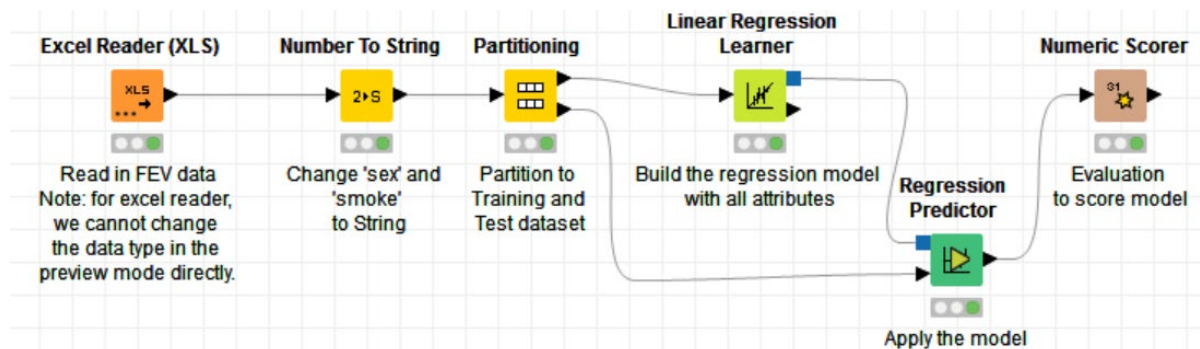 Excel Reader (XLS)
XLS
Read in FEV data
Note: for excel reader,
we cannot change
the data type in the
preview mode directly.
Number To String
2▸S
Change 'sex' and
'smoke'
to String
Partitioning
Partition to
Training and
Test dataset
Linear Regression
Learner
Build the regression model
with all attributes
Regression
Predictor
Apply the model
Numeric Scorer
31
Evaluation
to score model